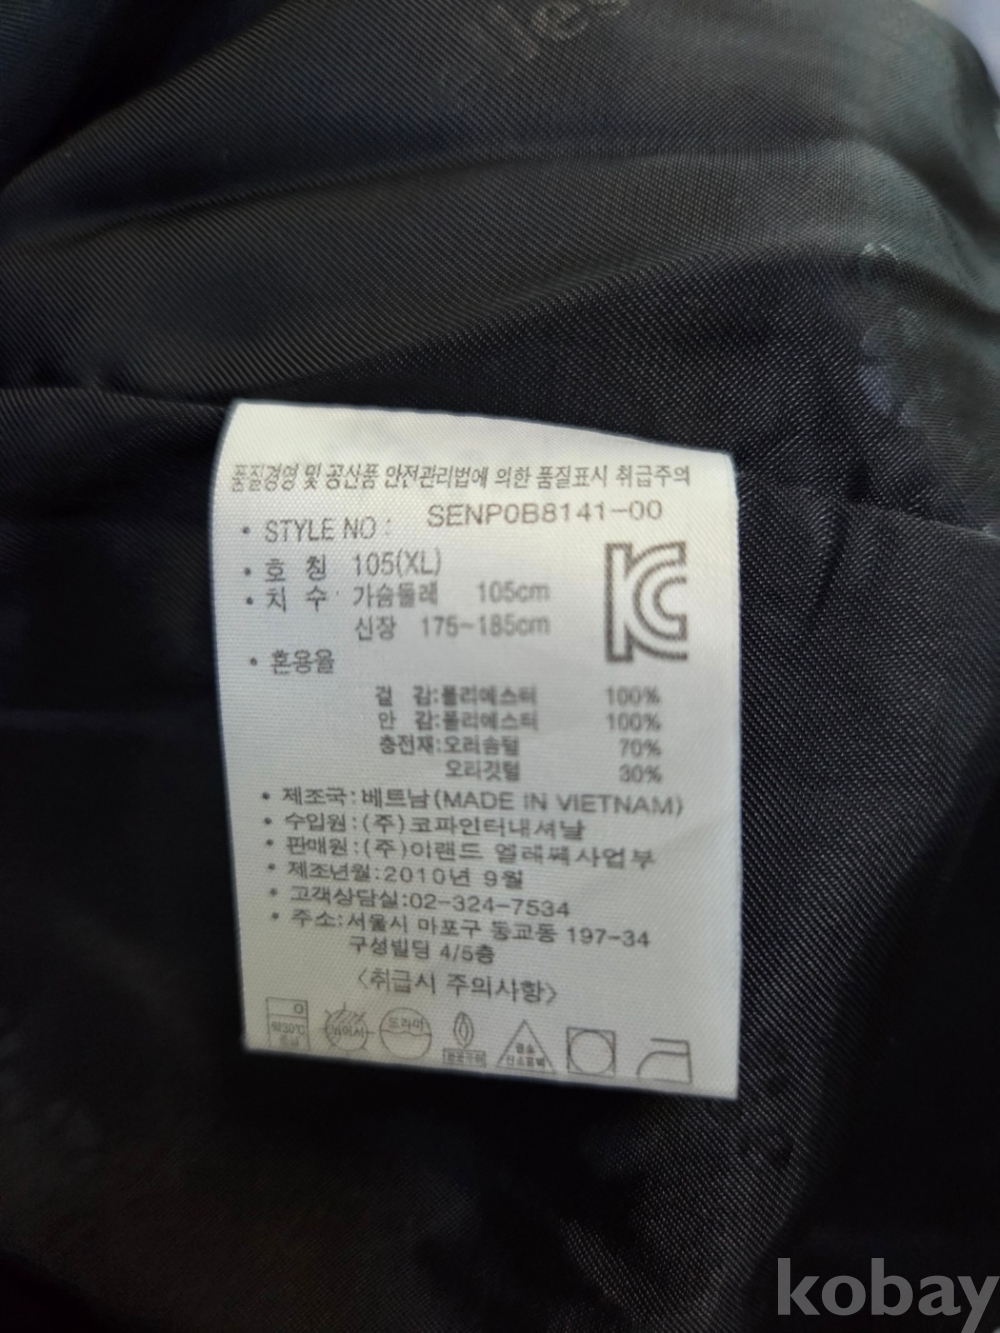 품질경영 및 공산품 안전관리법에 의한 품질표시 취급주의
• STYLE NO : SENP0B8141-00
• 호 칭 105(XL)
• 치 수 가슴둘레 105cm
신장 175~185cm
• 혼용율
겉 감:폴리에스터 100%
안 감:폴리에스터 100%
충전재:오리솜털 70%
오리깃털 30%
• 제조국:베트남(MADE IN VIETNAM)
• 수입원:(주)코파인터내셔날
• 판매원:(주)이랜드 엘레쎄사업부
• 제조년월:2010년 9월
• 고객상담실:02-324-7534
• 주소:서울시 마포구 동교동 197-34
구성빌딩 4/5층
<취급시 주의사항>
약30℃
드라이
염소
kobay